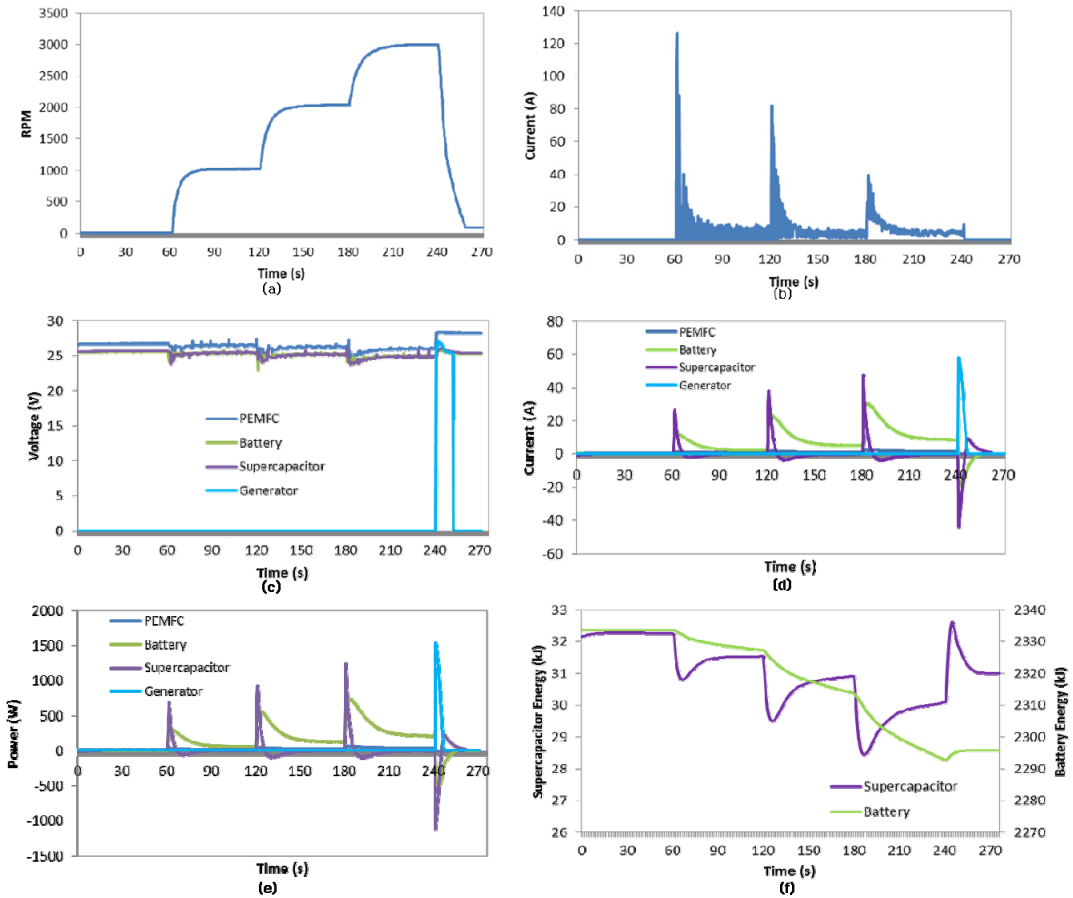 3500
3000
2500
2000
1500
1000
500
0
RPM
0 30 60 90 120 150 180 210 240 270
Time (s)
(a)
140
120
100
80
60
40
20
0
Current (A)
0 30 60 90 120 150 180 210 240 270
Time (s)
(b)
30
25
20
15
10
5
0
Voltage (V)
PEMFC
Battery
Supercapacitor
Generator
0 30 60 90 120 150 180 210 240 270
Time (s)
(c)
80
60
40
20
0
-20
-40
-60
Current (A)
PEMFC
Battery
Supercapacitor
Generator
0 30 60 90 120 150 180 210 240 270
Time (s)
(d)
2000
1500
1000
500
0
-500
-1000
-1500
Power (W)
PEMFC
Battery
Supercapacitor
Generator
0 30 60 90 120 150 180 210 240 270
Time (s)
(e)
33
32
31
30
29
28
27
26
Supercapacitor Energy (kJ)
2340
2330
2320
2310
2300
2290
2280
2270
Battery Energy (kJ)
Supercapacitor
Battery
0 30 60 90 120 150 180 210 240 270
Time (s)
(f)